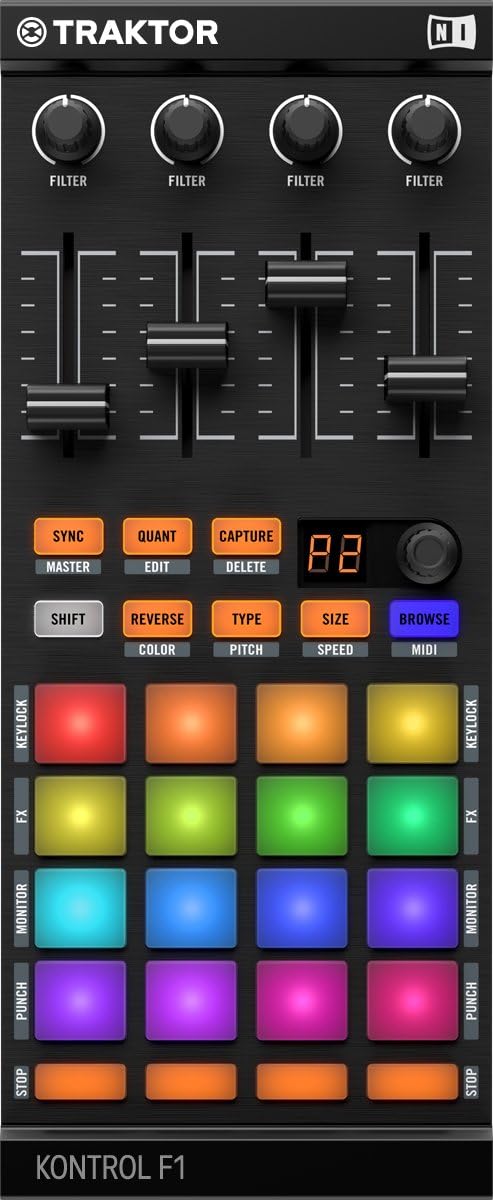 TRAKTOR NI
FILTER FILTER FILTER FILTER
SYNC QUANT CAPTURE
MASTER EDIT DELETE
P2
SHIFT REVERSE TYPE SIZE BROWSE
COLOR PITCH SPEED MIDI
KEYLOCK KEYLOCK
FX FX
MONITOR MONITOR
PUNCH PUNCH
STOP STOP
KONTROL F1